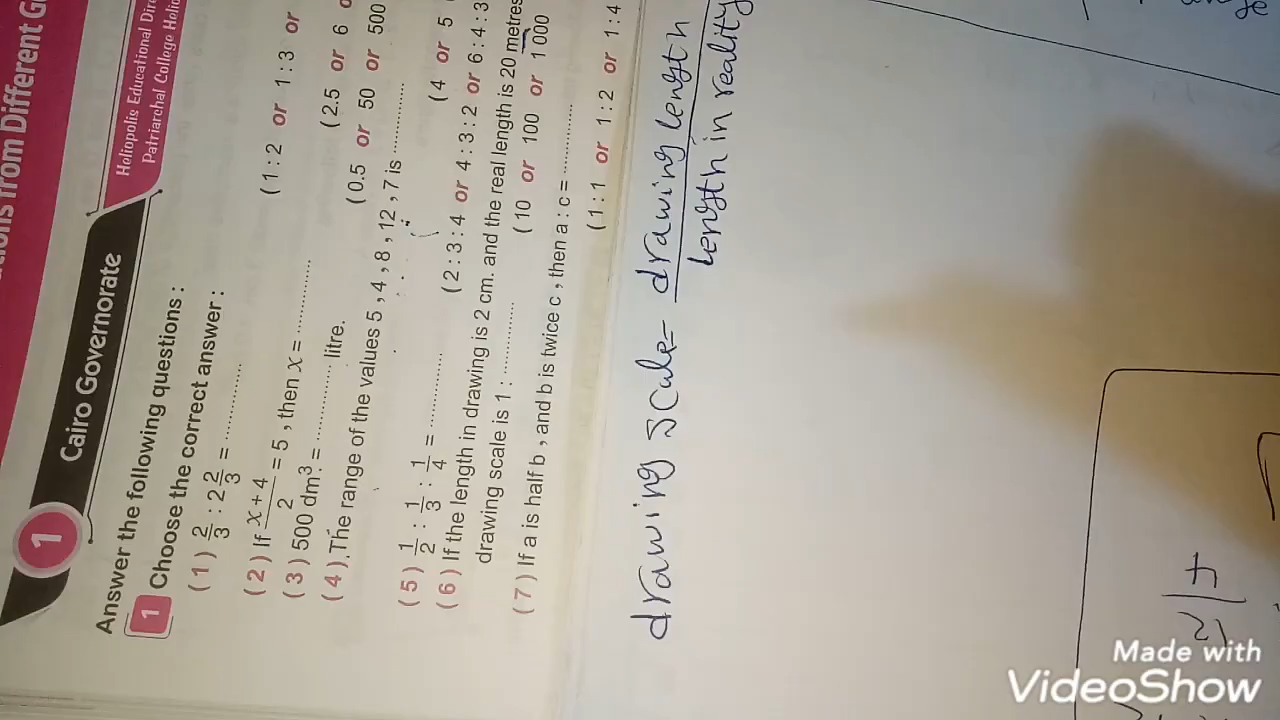 ons from Different G
Heliopolis Educational Dire
Patriarchal College Helio
1 Cairo Governorate
Answer the following questions :
1 Choose the correct answer :
( 1 ) 2/3 : 2 2/3 = ............
( 1 : 2 or 1 : 3 or
( 2 ) If x + 4/2 = 5 , then x = ............
( 2.5 or 6 o
( 3 ) 500 dm³. = ............ litre.
( 0.5 or 50 or 500
( 4 ) The range of the values 5 , 4 , 8 , 12 , 7 is ............
( 4 or 5
( 5 ) 1/2 : 1/3 : 1/4 = ............
( 2 : 3 : 4 or 4 : 3 : 2 or 6 : 4 : 3
( 6 ) If the length in drawing is 2 cm. and the real length is 20 metres
drawing scale is 1 : ............
( 10 or 100 or 1 000
( 7 ) If a is half b , and b is twice c , then a : c = ............
( 1 : 1 or 1 : 2 or 1 : 4
drawing scale = drawing length
length in reality
Made with
VideoShow